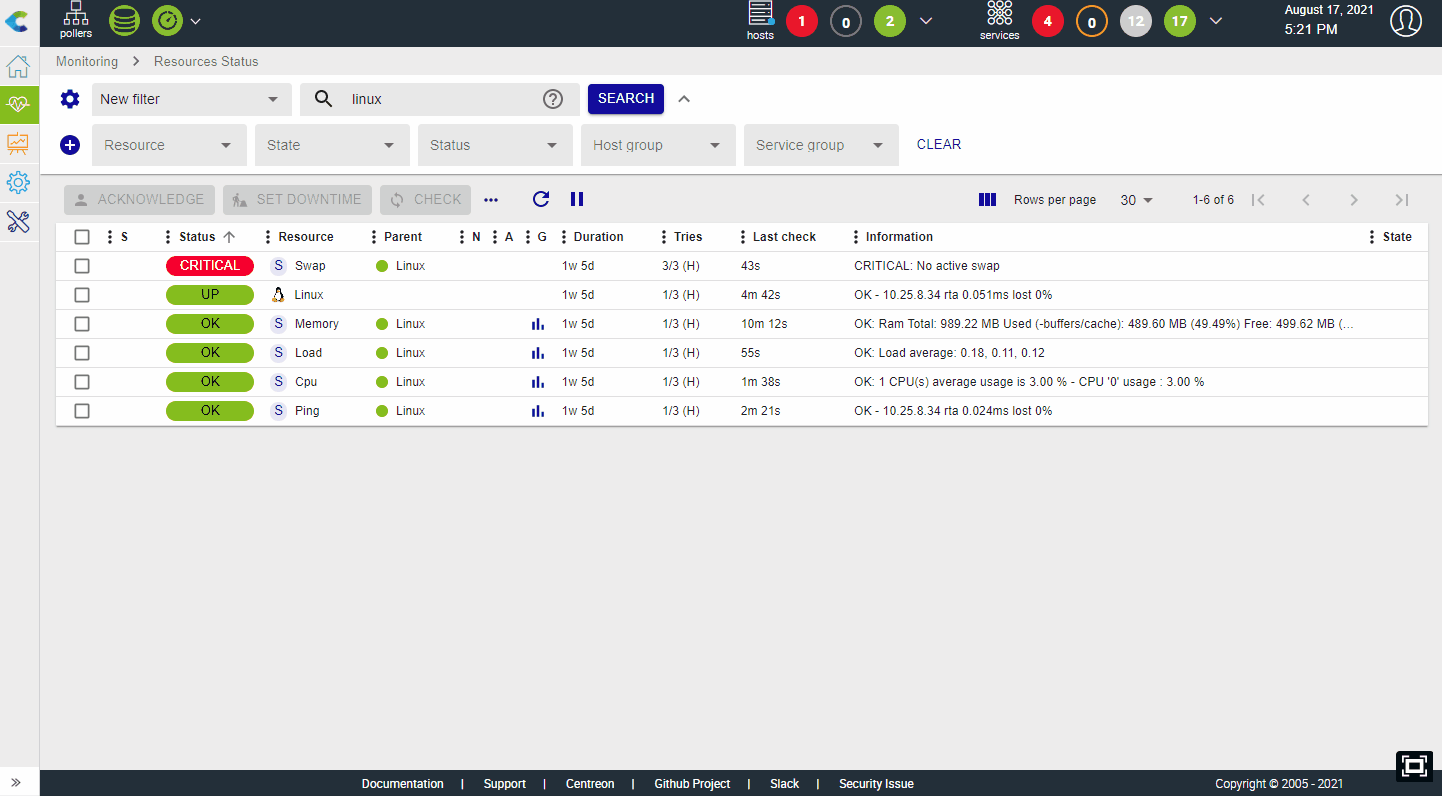 pollers
hosts 1 0 2
services 4 0 12 17
August 17, 2021
5:21 PM
Monitoring Resources Status
New filter linux ? SEARCH
Resource State Status Host group Service group CLEAR
ACKNOWLEDGE SET DOWNTIME CHECK Rows per page 30 1-6 of 6
S Status Resource Parent N A G Duration Tries Last check Information State
CRITICAL S Swap Linux 1w 5d 3/3 (H) 43s CRITICAL: No active swap
UP Linux 1w 5d 1/3 (H) 4m 42s OK - 10.25.8.34 rta 0.051ms lost 0%
OK S Memory Linux 1w 5d 1/3 (H) 10m 12s OK: Ram Total: 989.22 MB Used (-buffers/cache): 489.60 MB (49.49%) Free: 499.62 MB (...
OK S Load Linux 1w 5d 1/3 (H) 55s OK: Load average: 0.18, 0.11, 0.12
OK S Cpu Linux 1w 5d 1/3 (H) 1m 38s OK: 1 CPU(s) average usage is 3.00 % - CPU '0' usage : 3.00 %
OK S Ping Linux 1w 5d 1/3 (H) 2m 21s OK - 10.25.8.34 rta 0.024ms lost 0%
Documentation | Support | Centreon | Github Project | Slack | Security Issue Copyright © 2005 - 2021